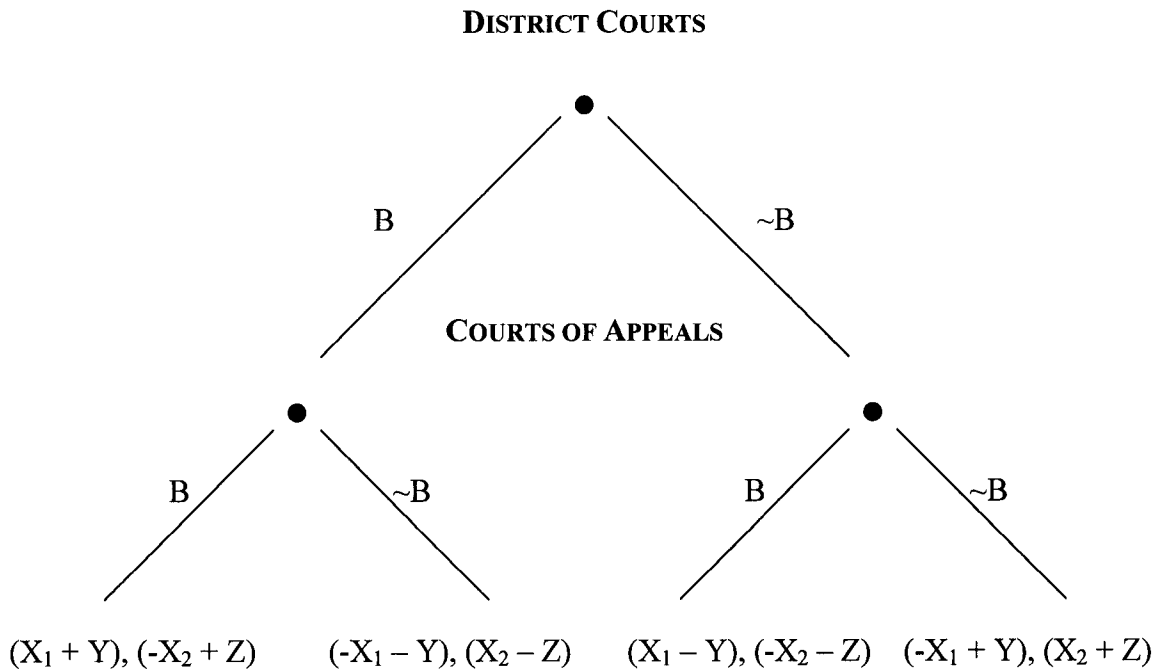 DISTRICT COURTS
B ~B
COURTS OF APPEALS
B ~B B ~B
(X₁ + Y), (-X₂ + Z) (-X₁ – Y), (X₂ – Z) (X₁ – Y), (-X₂ – Z) (-X₁ + Y), (X₂ + Z)